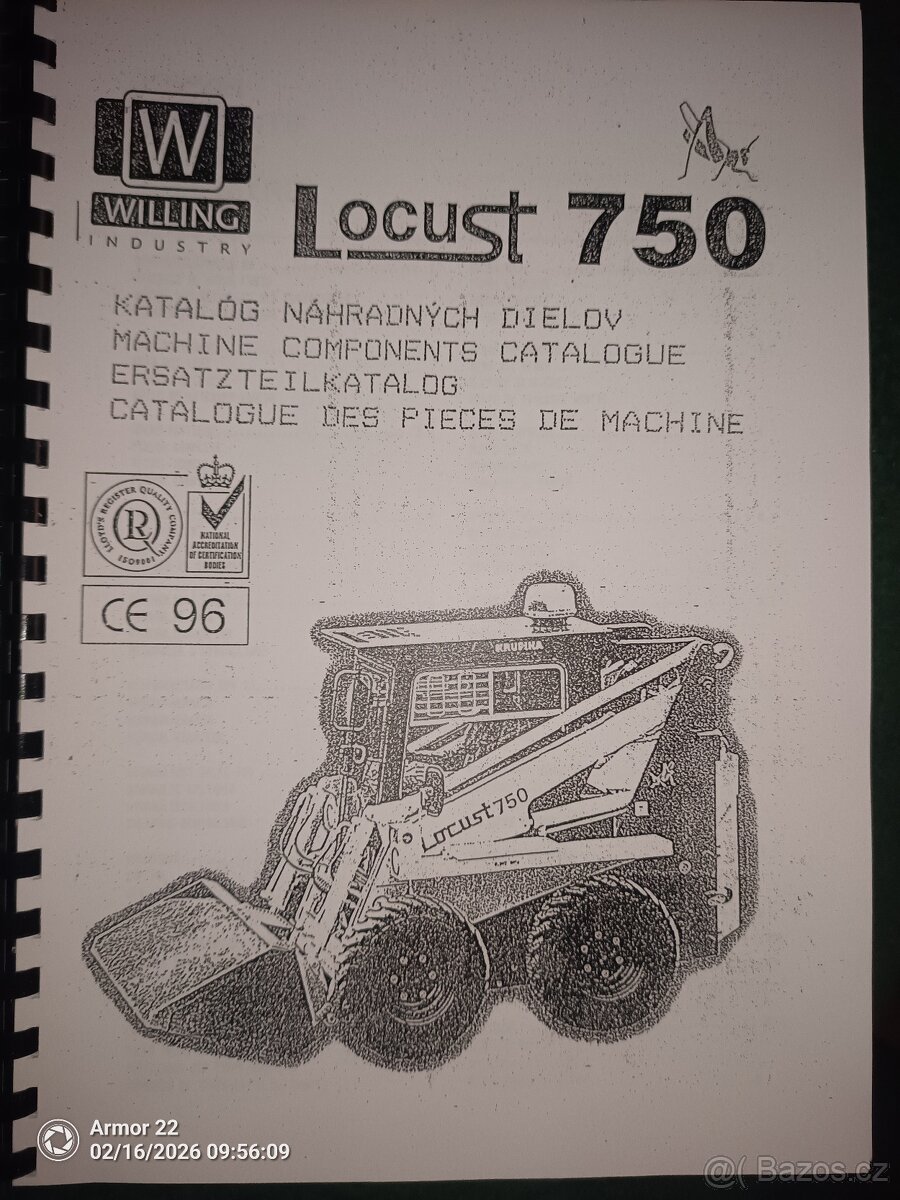 W
WILLING
INDUSTRY
Locust 750
KATALÓG NÁHRADNÝCH DIELOV
MACHINE COMPONENTS CATALOGUE
ERSATZTEILKATALOG
CATALOGUE DES PIECES DE MACHINE
LLOYD'S REGISTER QUALITY COMPANY
LRQ
ISO9001
NATIONAL
ACCREDITATION
OF CERTIFICATION
BODIES
CE 96
KRUPINA
Locust 750
Armor 22
02/16/2026 09:56:09
@( Bazos.cz